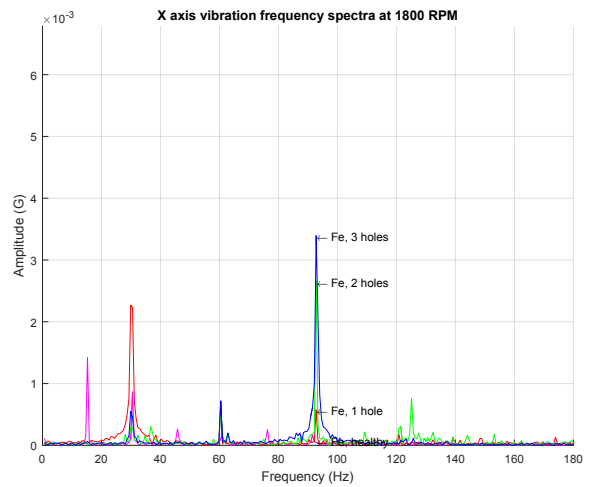 X axis vibration frequency spectra at 1800 RPM
×10⁻³
6
5
4
3
2
1
0
Amplitude (G)
← Fe, 3 holes
← Fe, 2 holes
← Fe, 1 hole
← Fe, healthy
0 20 40 60 80 100 120 140 160 180
Frequency (Hz)